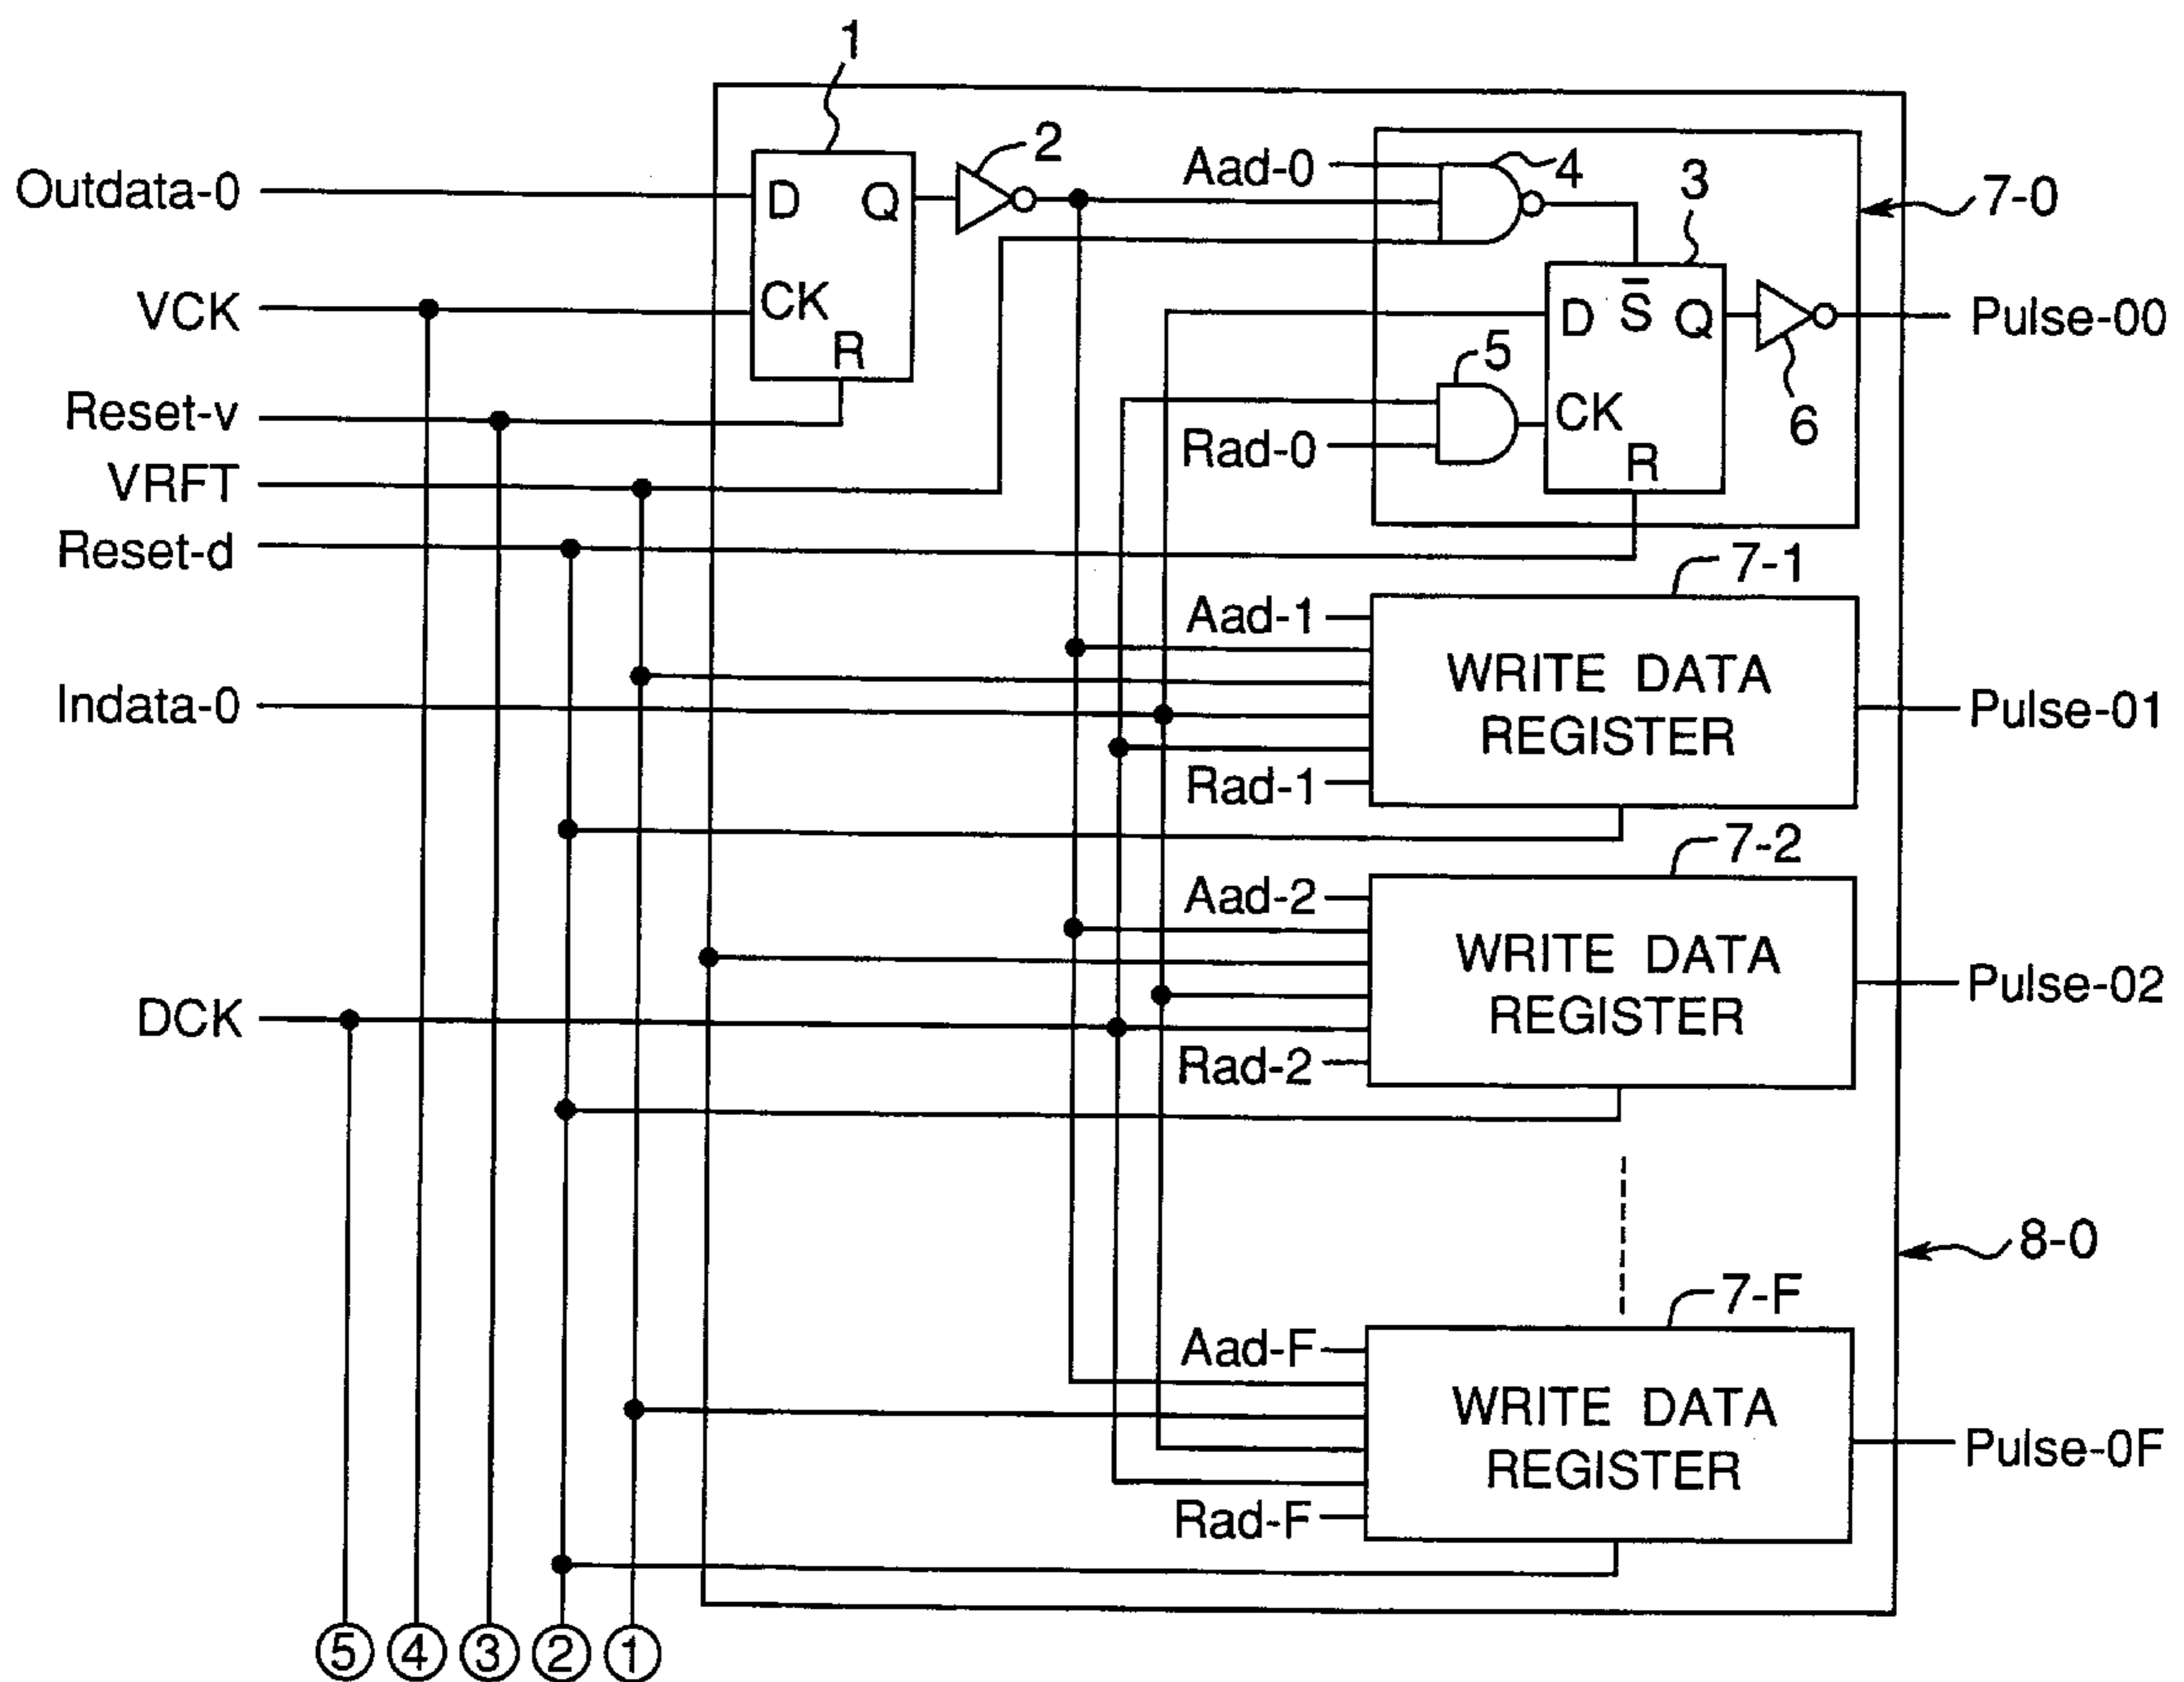 1
Outdata-0
D
Q
2
Aad-0
4
3
7-0
VCK
CK
R
D
S̅
Q
Pulse-00
5
CK
6
Reset-v
Rad-0
R
VRFT
Reset-d
7-1
Aad-1
Indata-0
WRITE DATA
REGISTER
Pulse-01
Rad-1
7-2
Aad-2
WRITE DATA
REGISTER
Pulse-02
DCK
Rad-2
8-0
7-F
Aad-F
WRITE DATA
REGISTER
Pulse-0F
Rad-F
⑤ ④ ③ ② ①